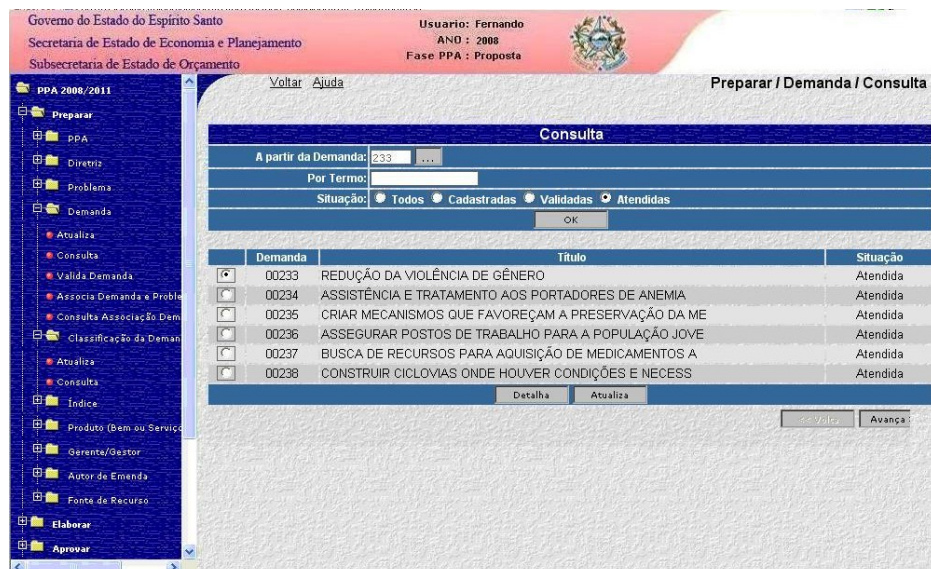 Governo do Estado do Espírito Santo
Secretaria de Estado de Economia e Planejamento
Subsecretaria de Estado de Orçamento
Usuario: Fernando
ANO : 2008
Fase PPA : Proposta
PPA 2008/2011
Preparar
PPA
Diretriz
Problema
Demanda
Atualiza
Consulta
Valida Demanda
Associa Demanda e Proble
Consulta Associação Dem
Classificação da Deman
Atualiza
Consulta
Índice
Produto (Bem ou Serviço
Gerente/Gestor
Autor de Emenda
Fonte de Recurso
Elaborar
Aprovar
Voltar Ajuda
Preparar / Demanda / Consulta
Consulta
A partir da Demanda: 233 ...
Por Termo:
Situação: Todos Cadastradas Validadas Atendidas
OK
Demanda Título Situação
00233 REDUÇÃO DA VIOLÊNCIA DE GÊNERO Atendida
00234 ASSISTÊNCIA E TRATAMENTO AOS PORTADORES DE ANEMIA Atendida
00235 CRIAR MECANISMOS QUE FAVOREÇAM A PRESERVAÇÃO DA ME Atendida
00236 ASSEGURAR POSTOS DE TRABALHO PARA A POPULAÇÃO JOVE Atendida
00237 BUSCA DE RECURSOS PARA AQUISIÇÃO DE MEDICAMENTOS A Atendida
00238 CONSTRUIR CICLOVIAS ONDE HOUVER CONDIÇÕES E NECESS Atendida
Detalha Atualiza
<< Volta Avança